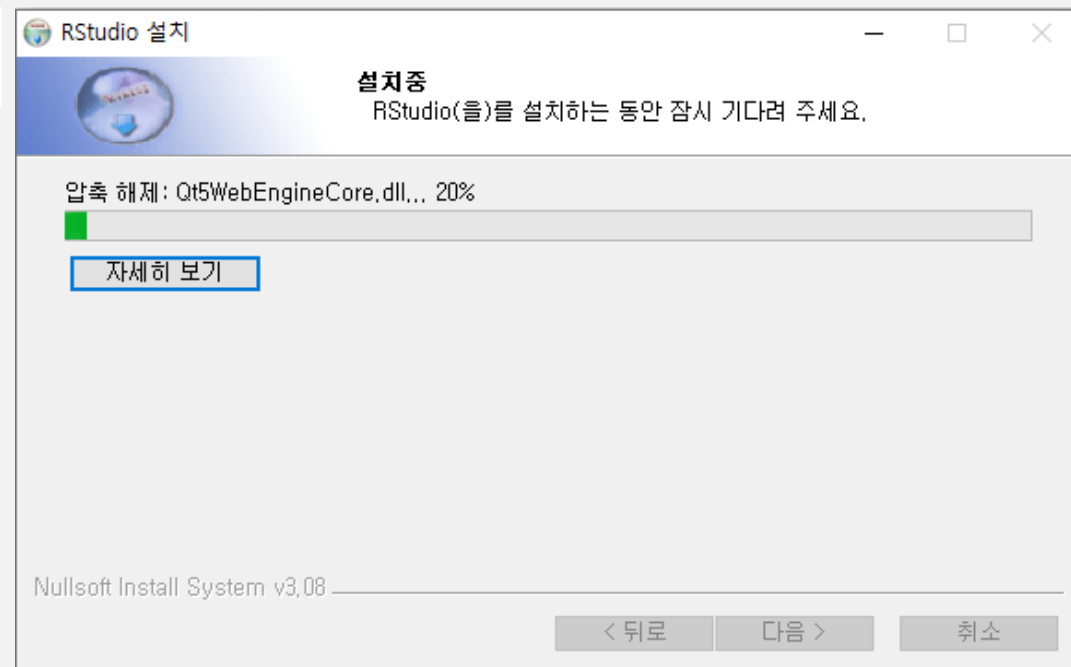 RStudio 설치
설치중
RStudio(을)를 설치하는 동안 잠시 기다려 주세요.
압축 해제: Qt5WebEngineCore.dll... 20%
자세히 보기
Nullsoft Install System v3.08
< 뒤로
다음 >
취소